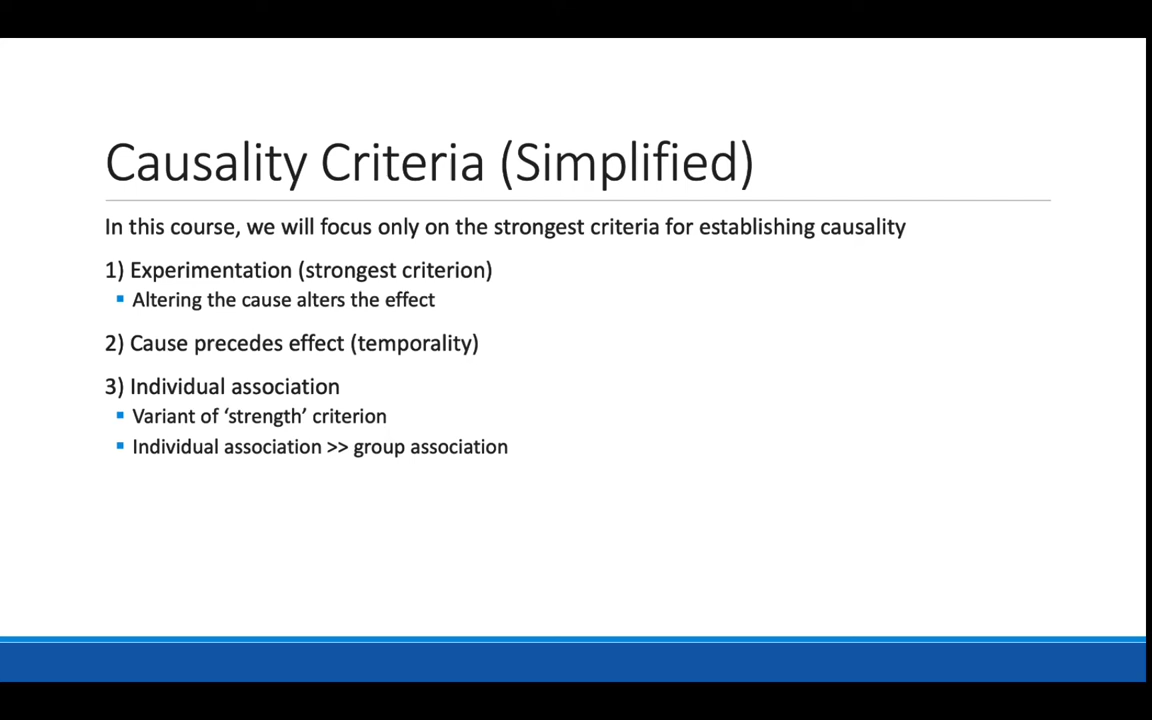 Causality Criteria (Simplified)
In this course, we will focus only on the strongest criteria for establishing causality
1) Experimentation (strongest criterion)
▪ Altering the cause alters the effect
2) Cause precedes effect (temporality)
3) Individual association
▪ Variant of ‘strength’ criterion
▪ Individual association >> group association